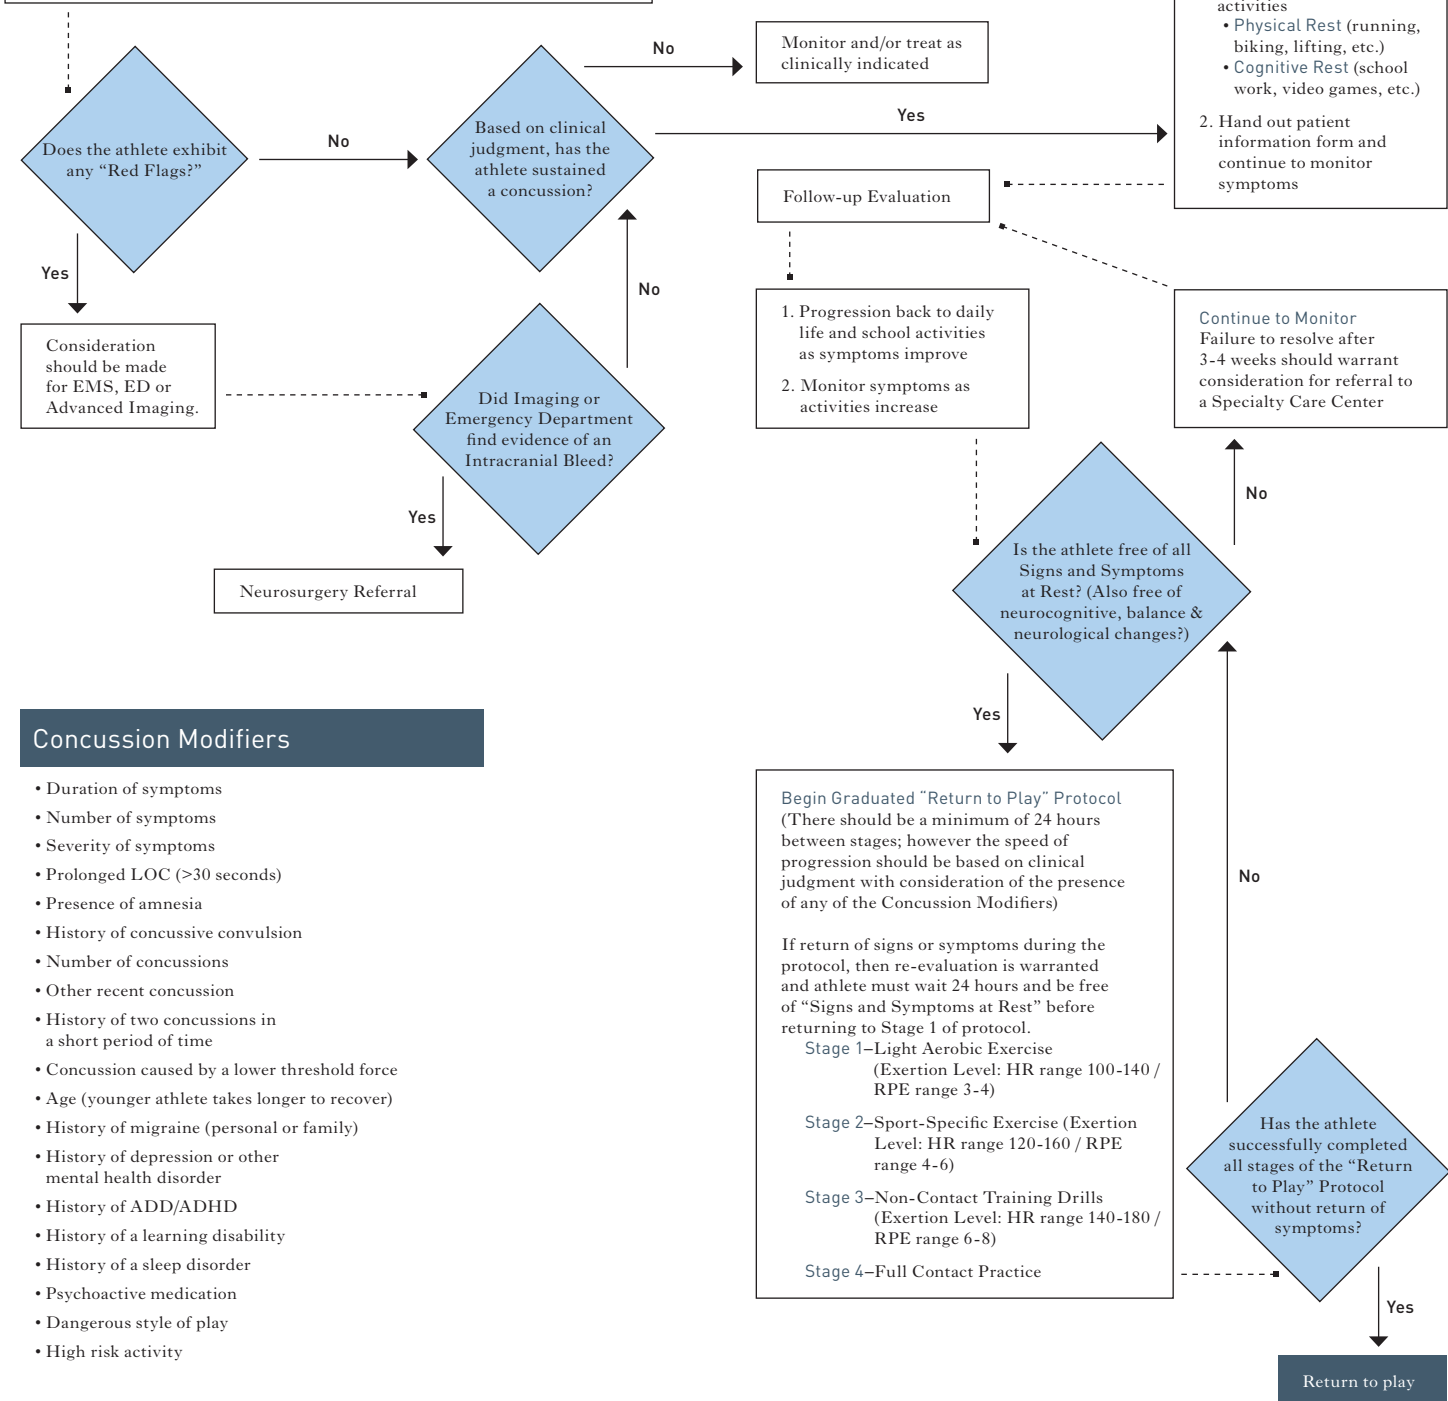 activities
• Physical Rest (running,
biking, lifting, etc.)
• Cognitive Rest (school
work, video games, etc.)
2. Hand out patient
information form and
continue to monitor
symptoms
Does the athlete exhibit
any “Red Flags?”
No
Yes
Based on clinical
judgment, has the
athlete sustained
a concussion?
No
Monitor and/or treat as
clinically indicated
Yes
Follow-up Evaluation
Consideration
should be made
for EMS, ED or
Advanced Imaging.
Did Imaging or
Emergency Department
find evidence of an
Intracranial Bleed?
No
Yes
Neurosurgery Referral
1. Progression back to daily
life and school activities
as symptoms improve
2. Monitor symptoms as
activities increase
Continue to Monitor
Failure to resolve after
3-4 weeks should warrant
consideration for referral to
a Specialty Care Center
No
Is the athlete free of all
Signs and Symptoms
at Rest? (Also free of
neurocognitive, balance &
neurological changes?)
Yes
No
Begin Graduated “Return to Play” Protocol
(There should be a minimum of 24 hours
between stages; however the speed of
progression should be based on clinical
judgment with consideration of the presence
of any of the Concussion Modifiers)
If return of signs or symptoms during the
protocol, then re-evaluation is warranted
and athlete must wait 24 hours and be free
of “Signs and Symptoms at Rest” before
returning to Stage 1 of protocol.
Stage 1–Light Aerobic Exercise
(Exertion Level: HR range 100-140 /
RPE range 3-4)
Stage 2–Sport-Specific Exercise (Exertion
Level: HR range 120-160 / RPE
range 4-6)
Stage 3–Non-Contact Training Drills
(Exertion Level: HR range 140-180 /
RPE range 6-8)
Stage 4–Full Contact Practice
Has the athlete
successfully completed
all stages of the “Return
to Play” Protocol
without return of
symptoms?
Yes
Return to play
Concussion Modifiers
• Duration of symptoms
• Number of symptoms
• Severity of symptoms
• Prolonged LOC (>30 seconds)
• Presence of amnesia
• History of concussive convulsion
• Number of concussions
• Other recent concussion
• History of two concussions in
a short period of time
• Concussion caused by a lower threshold force
• Age (younger athlete takes longer to recover)
• History of migraine (personal or family)
• History of depression or other
mental health disorder
• History of ADD/ADHD
• History of a learning disability
• History of a sleep disorder
• Psychoactive medication
• Dangerous style of play
• High risk activity